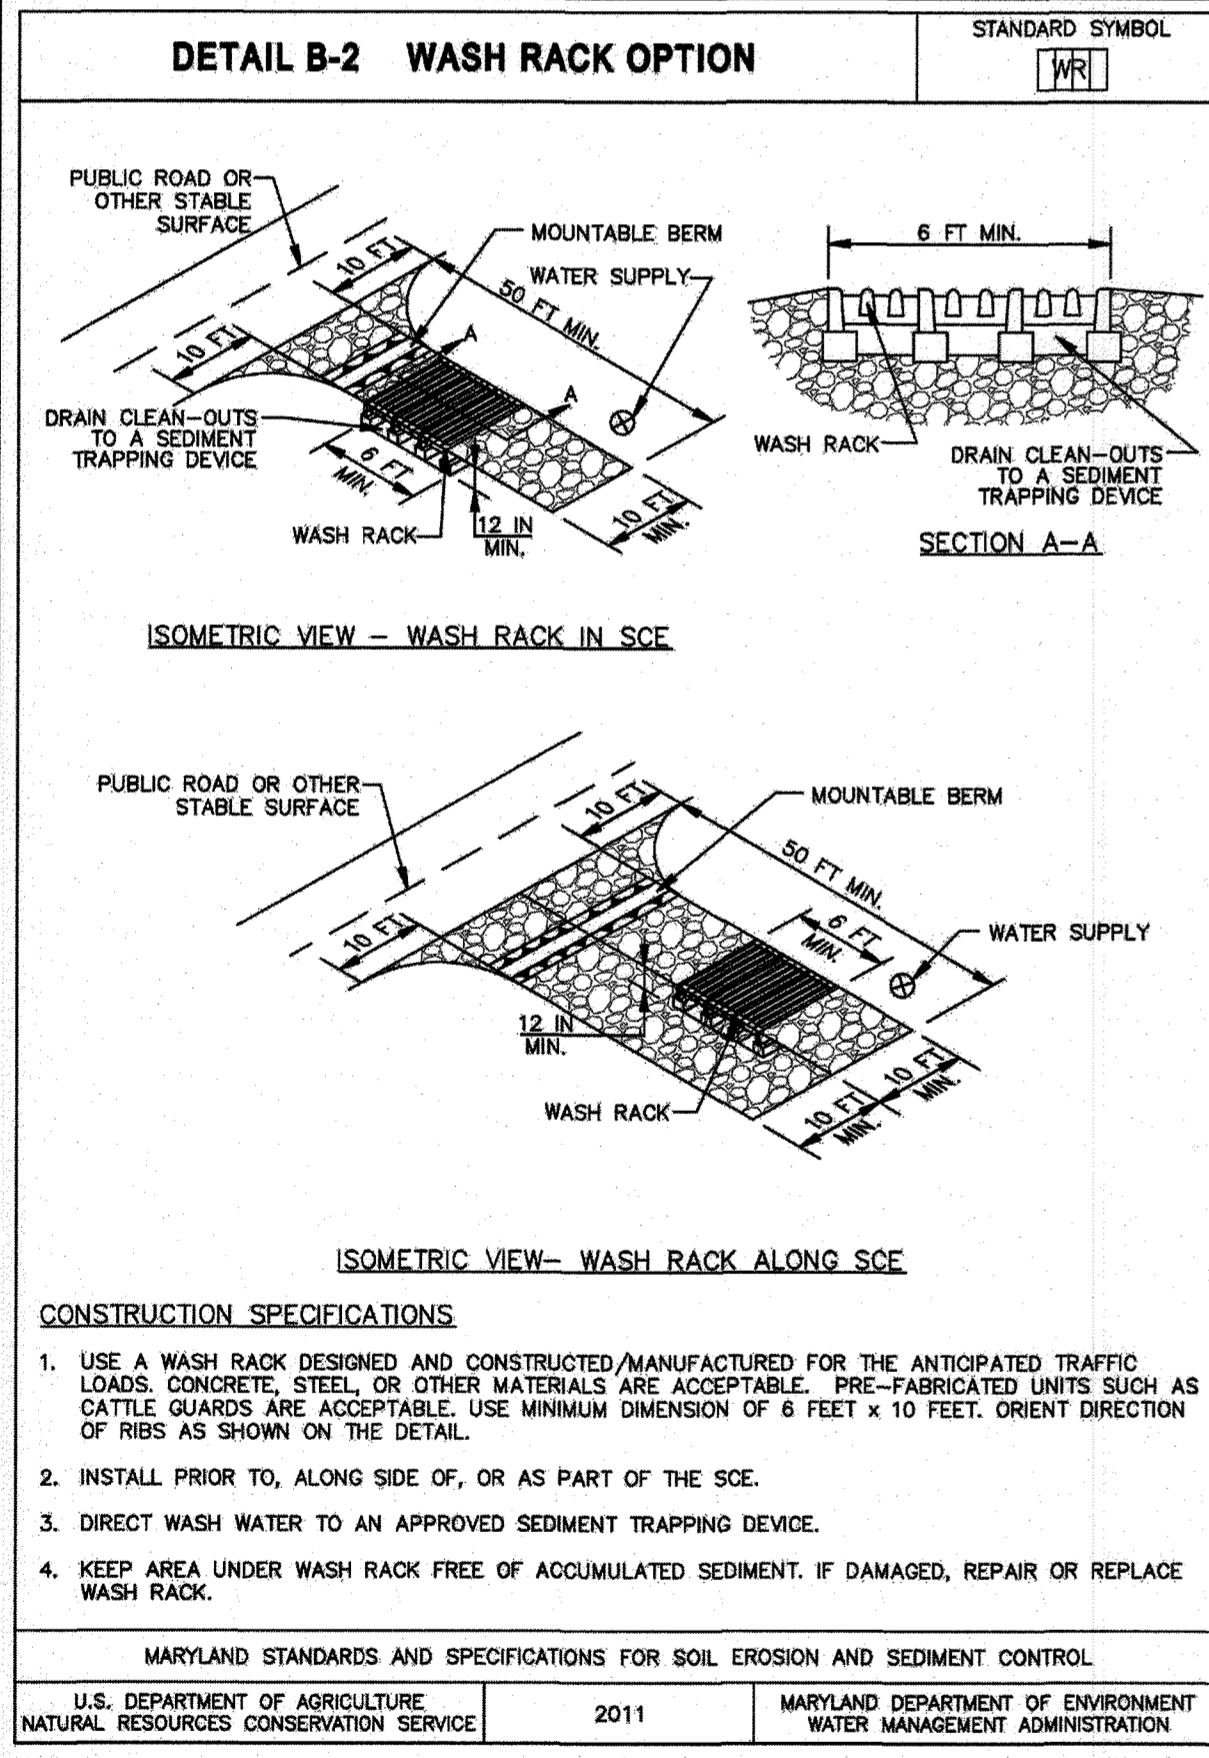 DETAIL B-2 WASH RACK OPTION
STANDARD SYMBOL
WR
PUBLIC ROAD OR
OTHER STABLE
SURFACE
10 FT.
MOUNTABLE BERM
WATER SUPPLY
50 FT MIN.
10 FT.
A
A
DRAIN CLEAN-OUTS
TO A SEDIMENT
TRAPPING DEVICE
6 FT
MIN.
WASH RACK
12 IN
MIN.
10 FT.
MIN.
ISOMETRIC VIEW - WASH RACK IN SCE
6 FT MIN.
WASH RACK
DRAIN CLEAN-OUTS
TO A SEDIMENT
TRAPPING DEVICE
SECTION A-A
PUBLIC ROAD OR OTHER
STABLE SURFACE
10 FT.
MOUNTABLE BERM
50 FT MIN.
10 FT.
6 FT
MIN.
WATER SUPPLY
12 IN
MIN.
WASH RACK
10 FT.
MIN.
10 FT.
MIN.
ISOMETRIC VIEW- WASH RACK ALONG SCE
CONSTRUCTION SPECIFICATIONS
1. USE A WASH RACK DESIGNED AND CONSTRUCTED/MANUFACTURED FOR THE ANTICIPATED TRAFFIC
LOADS. CONCRETE, STEEL, OR OTHER MATERIALS ARE ACCEPTABLE. PRE-FABRICATED UNITS SUCH AS
CATTLE GUARDS ARE ACCEPTABLE. USE MINIMUM DIMENSION OF 6 FEET x 10 FEET. ORIENT DIRECTION
OF RIBS AS SHOWN ON THE DETAIL.
2. INSTALL PRIOR TO, ALONG SIDE OF, OR AS PART OF THE SCE.
3. DIRECT WASH WATER TO AN APPROVED SEDIMENT TRAPPING DEVICE.
4. KEEP AREA UNDER WASH RACK FREE OF ACCUMULATED SEDIMENT. IF DAMAGED, REPAIR OR REPLACE
WASH RACK.
MARYLAND STANDARDS AND SPECIFICATIONS FOR SOIL EROSION AND SEDIMENT CONTROL
U.S. DEPARTMENT OF AGRICULTURE
NATURAL RESOURCES CONSERVATION SERVICE
2011
MARYLAND DEPARTMENT OF ENVIRONMENT
WATER MANAGEMENT ADMINISTRATION